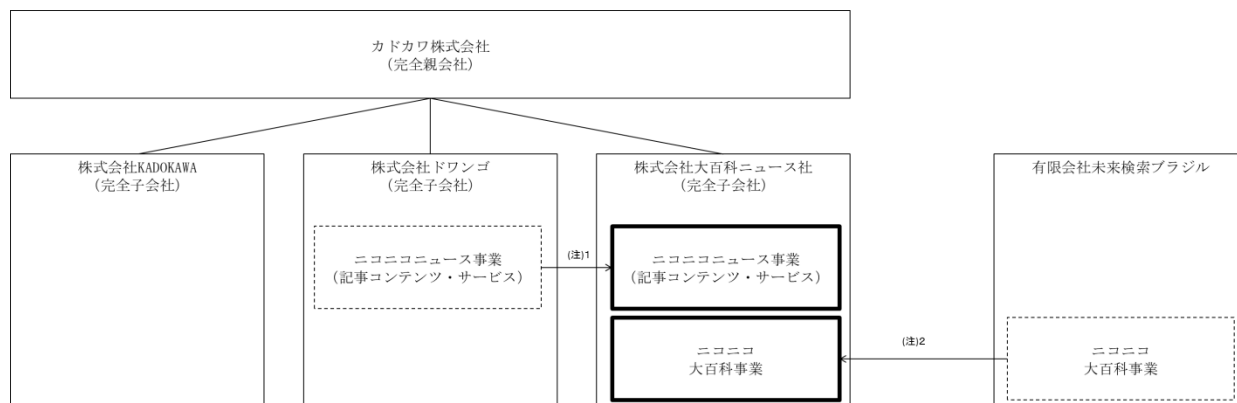 カドカワ株式会社
(完全親会社)
株式会社KADOKAWA
(完全子会社)
株式会社ドワンゴ
(完全子会社)
株式会社大百科ニュース社
(完全子会社)
有限会社未来検索ブラジル
ニコニコニュース事業
(記事コンテンツ・サービス)
(注)1
ニコニコニュース事業
(記事コンテンツ・サービス)
ニコニコ
大百科事業
(注)2
ニコニコ
大百科事業